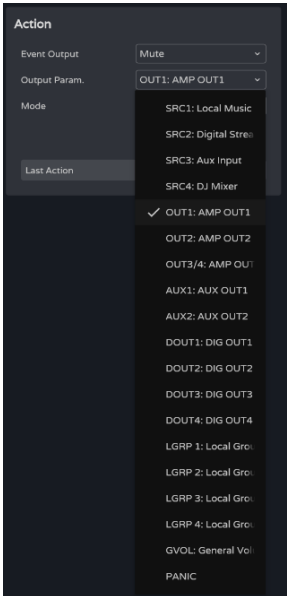 Action
Event Output
Mute
Output Param.
OUT1: AMP OUT1
Mode
SRC1: Local Music
SRC2: Digital Strea
SRC3: Aux Input
Last Action
SRC4: DJ Mixer
OUT1: AMP OUT1
OUT2: AMP OUT2
OUT3/4: AMP OUT
AUX1: AUX OUT1
AUX2: AUX OUT2
DOUT1: DIG OUT1
DOUT2: DIG OUT2
DOUT3: DIG OUT3
DOUT4: DIG OUT4
LGRP 1: Local Grou
LGRP 2: Local Grou
LGRP 3: Local Grou
LGRP 4: Local Grou
GVOL: General Vol
PANIC